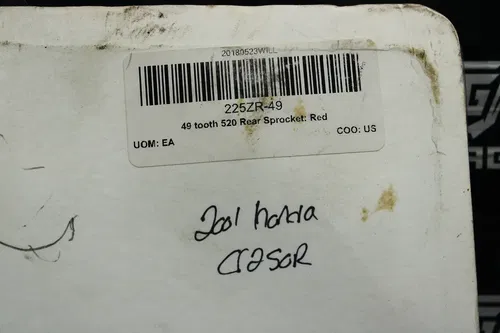 20180523WILL
225ZR-49
49 tooth 520 Rear Sprocket: Red
UOM: EA
COO: US
2001 Honda
CR250R